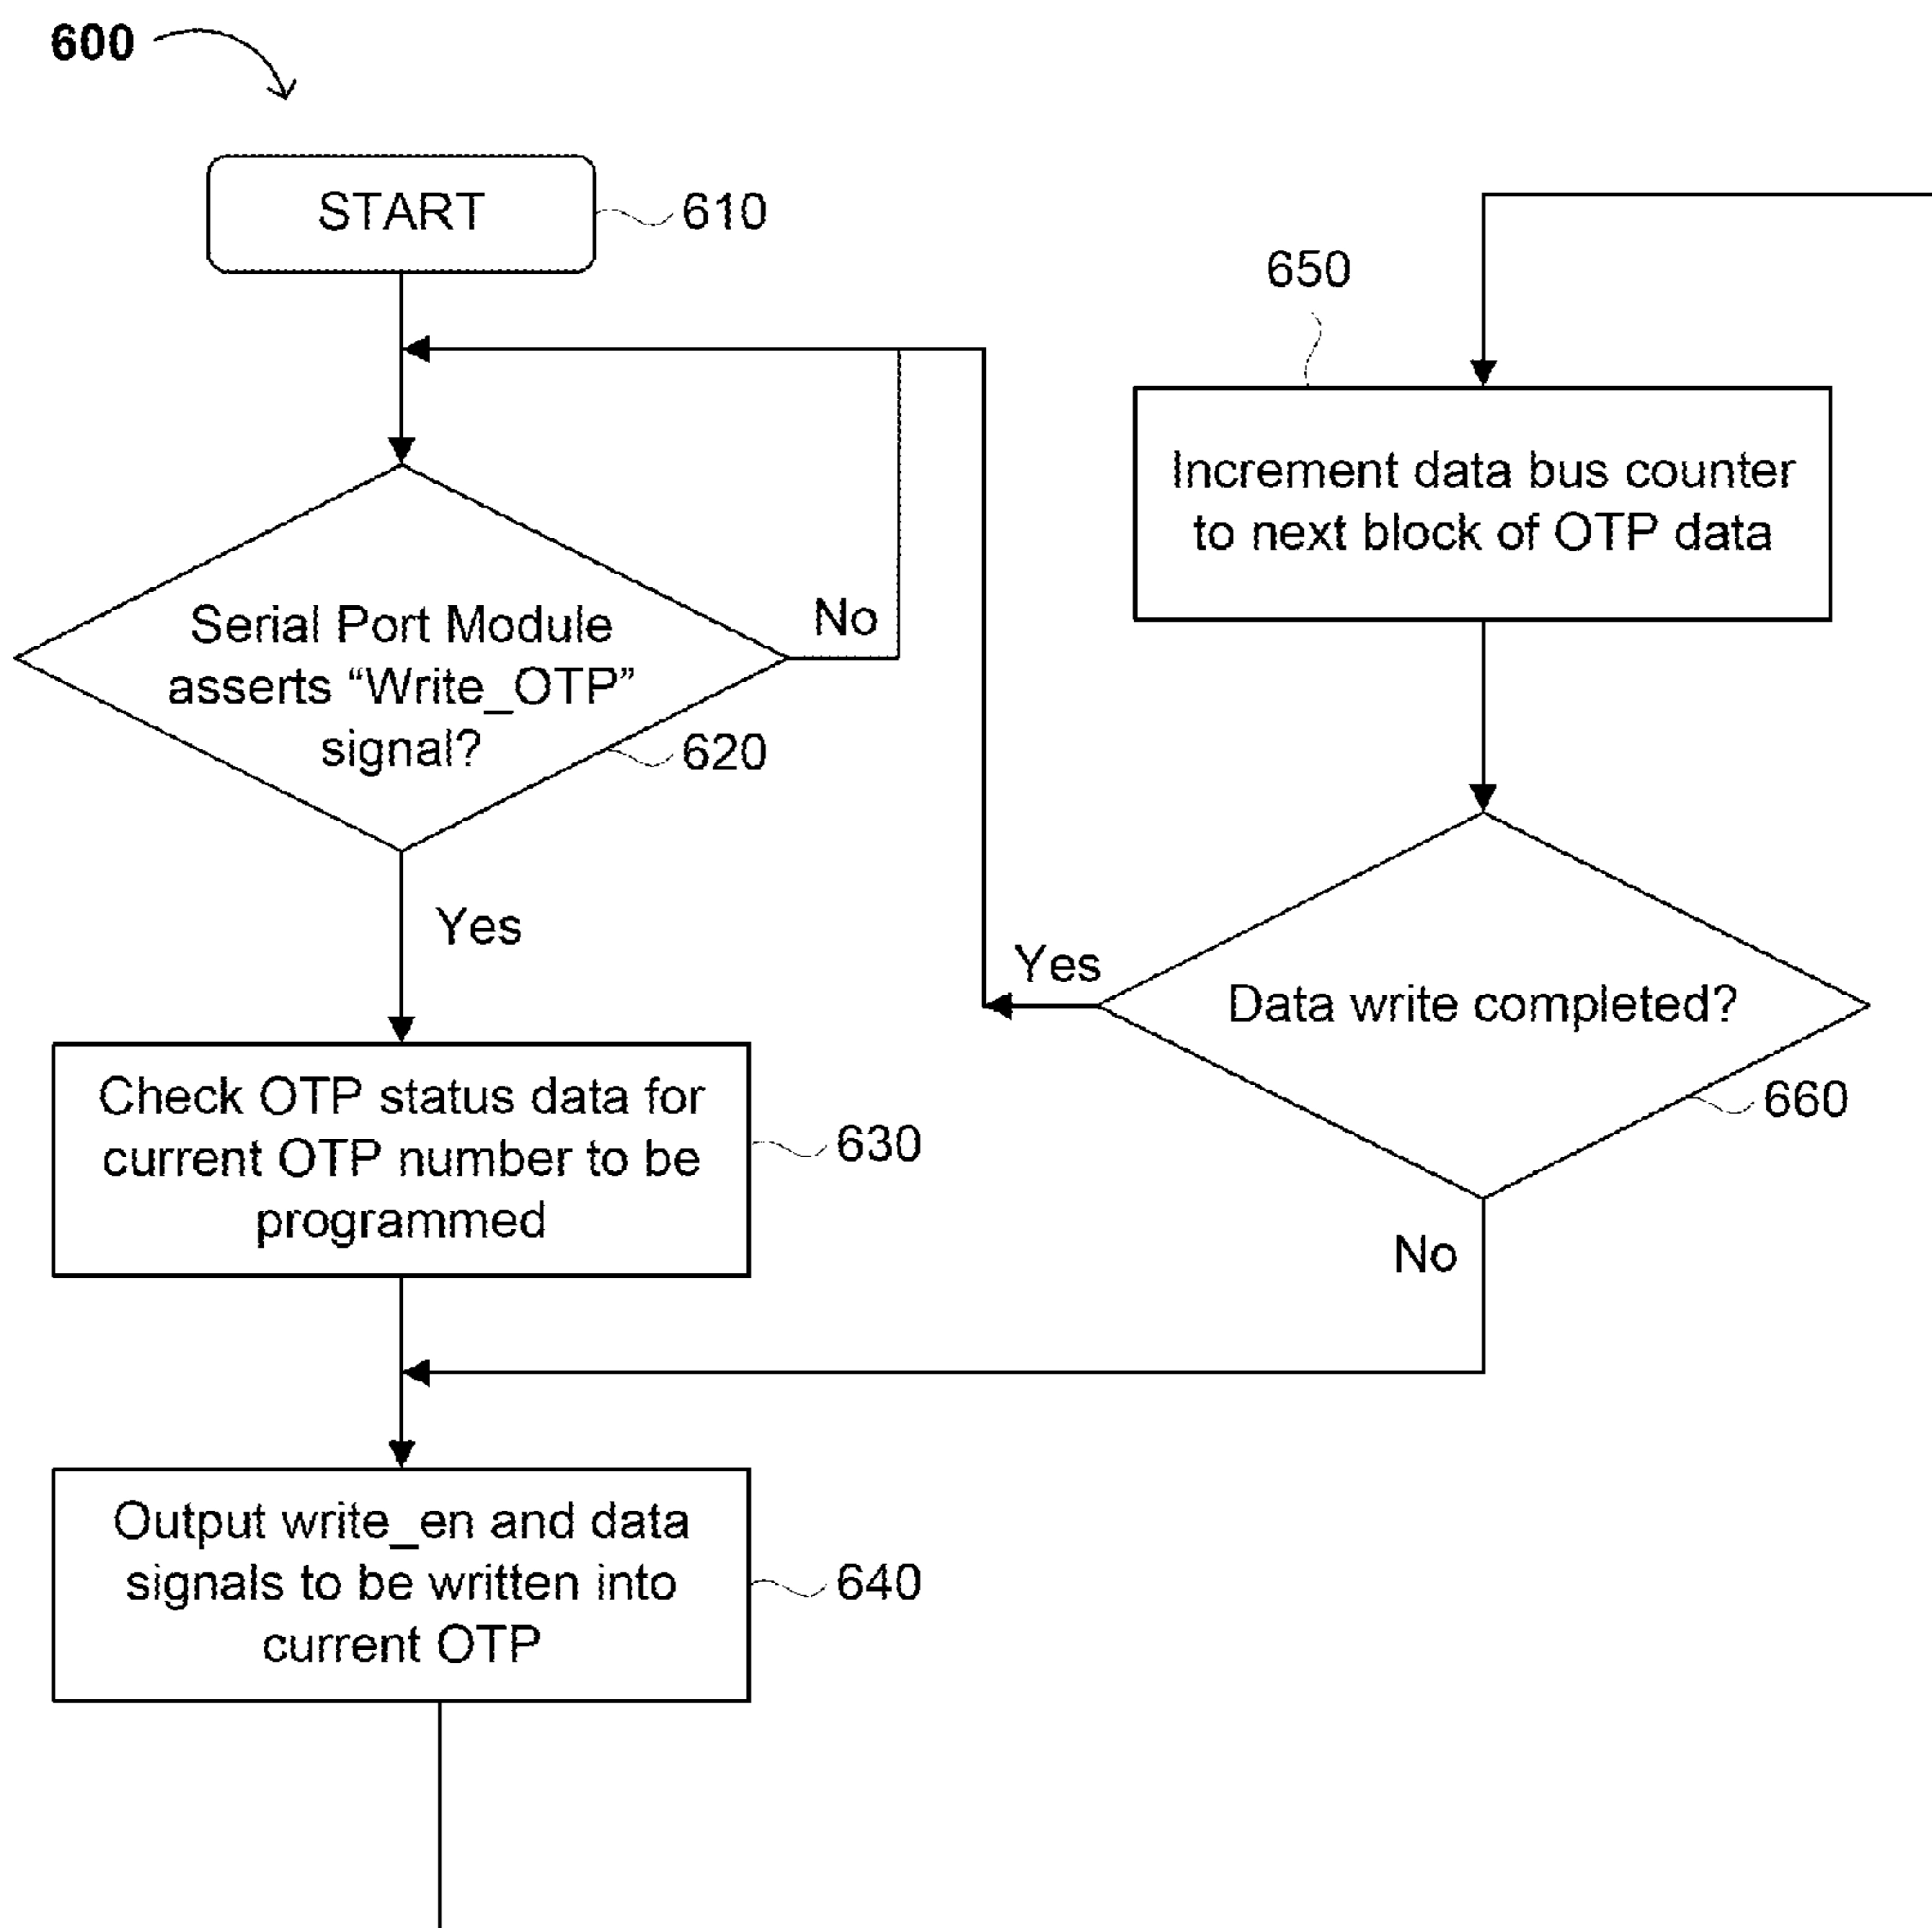 600
START
610
Serial Port Module
asserts “Write_OTP”
signal?
620
No
Yes
Check OTP status data for
current OTP number to be
programmed
630
Output write_en and data
signals to be written into
current OTP
640
650
Increment data bus counter
to next block of OTP data
Data write completed?
660
Yes
No